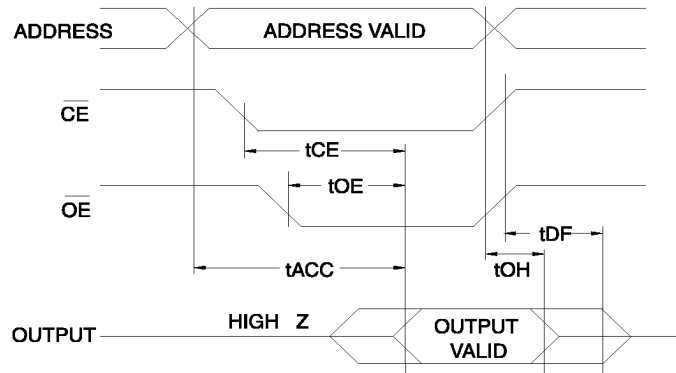 ADDRESS
ADDRESS VALID
CE
tCE
tOE
OE
tDF
tACC
tOH
HIGH Z
OUTPUT
OUTPUT
VALID